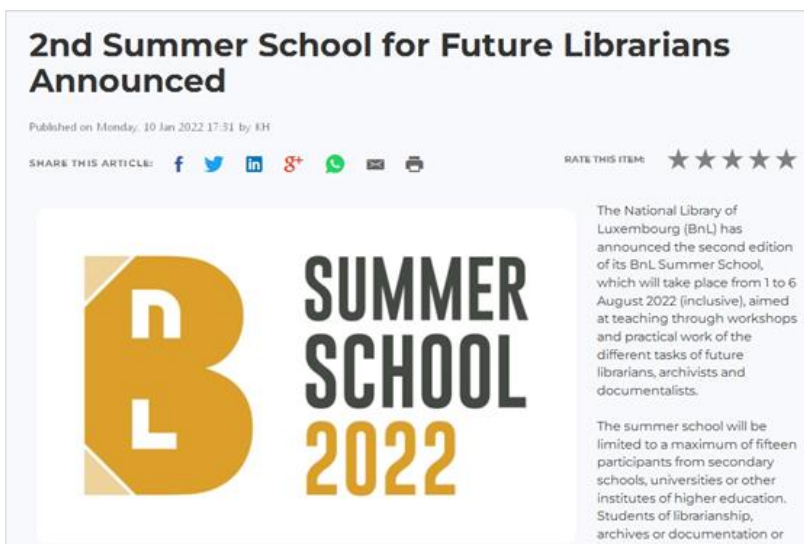 2nd Summer School for Future Librarians
Announced
Published on Monday, 10 Jan 2022 17:31 by KH
SHARE THIS ARTICLE:
RATE THIS ITEM:
BnL
SUMMER
SCHOOL
2022
The National Library of
Luxembourg (BnL) has
announced the second edition
of its BnL Summer School,
which will take place from 1 to 6
August 2022 (inclusive), aimed
at teaching through workshops
and practical work of the
different tasks of future
librarians, archivists and
documentalists.
The summer school will be
limited to a maximum of fifteen
participants from secondary
schools, universities or other
institutes of higher education.
Students of librarianship,
archives or documentation or